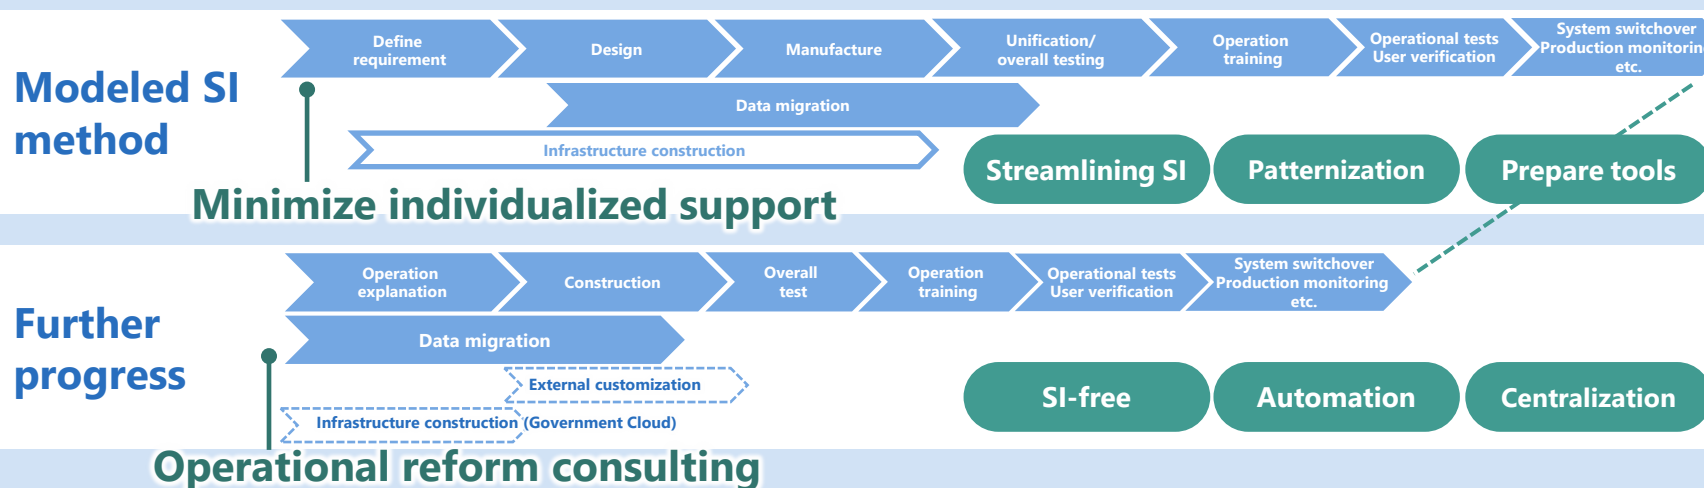 Modeled SI
method
Define
requirement
Design
Manufacture
Unification/
overall testing
Operation
training
Operational tests
User verification
System switchover
Production monitoring
etc.
Data migration
Infrastructure construction
Minimize individualized support
Streamlining SI
Patternization
Prepare tools
Further
progress
Operation
explanation
Construction
Overall
test
Operation
training
Operational tests
User verification
System switchover
Production monitoring
etc.
Data migration
External customization
Infrastructure construction (Government Cloud)
Operational reform consulting
SI-free
Automation
Centralization